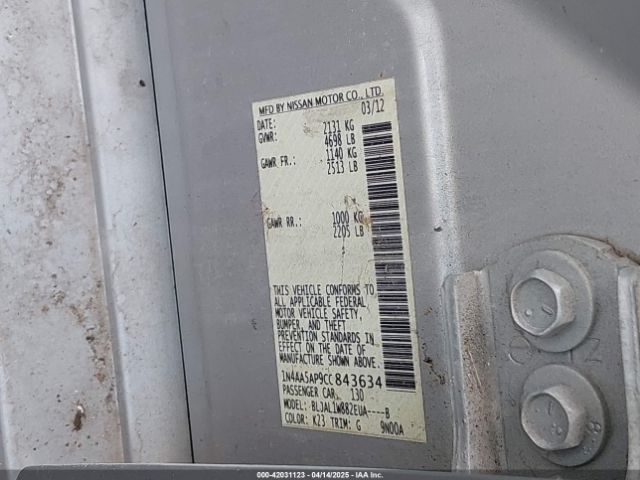 MFD BY NISSAN MOTOR CO., LTD.
DATE: 03/12
GVWR: 2131 KG
4698 LB
GAWR FR.: 1140 KG
2513 LB
GAWR RR.: 1000 KG
2205 LB
THIS VEHICLE CONFORMS TO
ALL APPLICABLE FEDERAL
MOTOR VEHICLE SAFETY,
BUMPER, AND THEFT
PREVENTION STANDARDS IN
EFFECT ON THE DATE OF
MANUFACTURE SHOWN ABOVE.
1N4AA5AP9CC 843634
PASSENGER CAR 130
MODEL: BLJAL1W882EUA----B
COLOR: K23 TRIM: G 9N00A
000-42031123 - 04/14/2025 - IAA Inc.